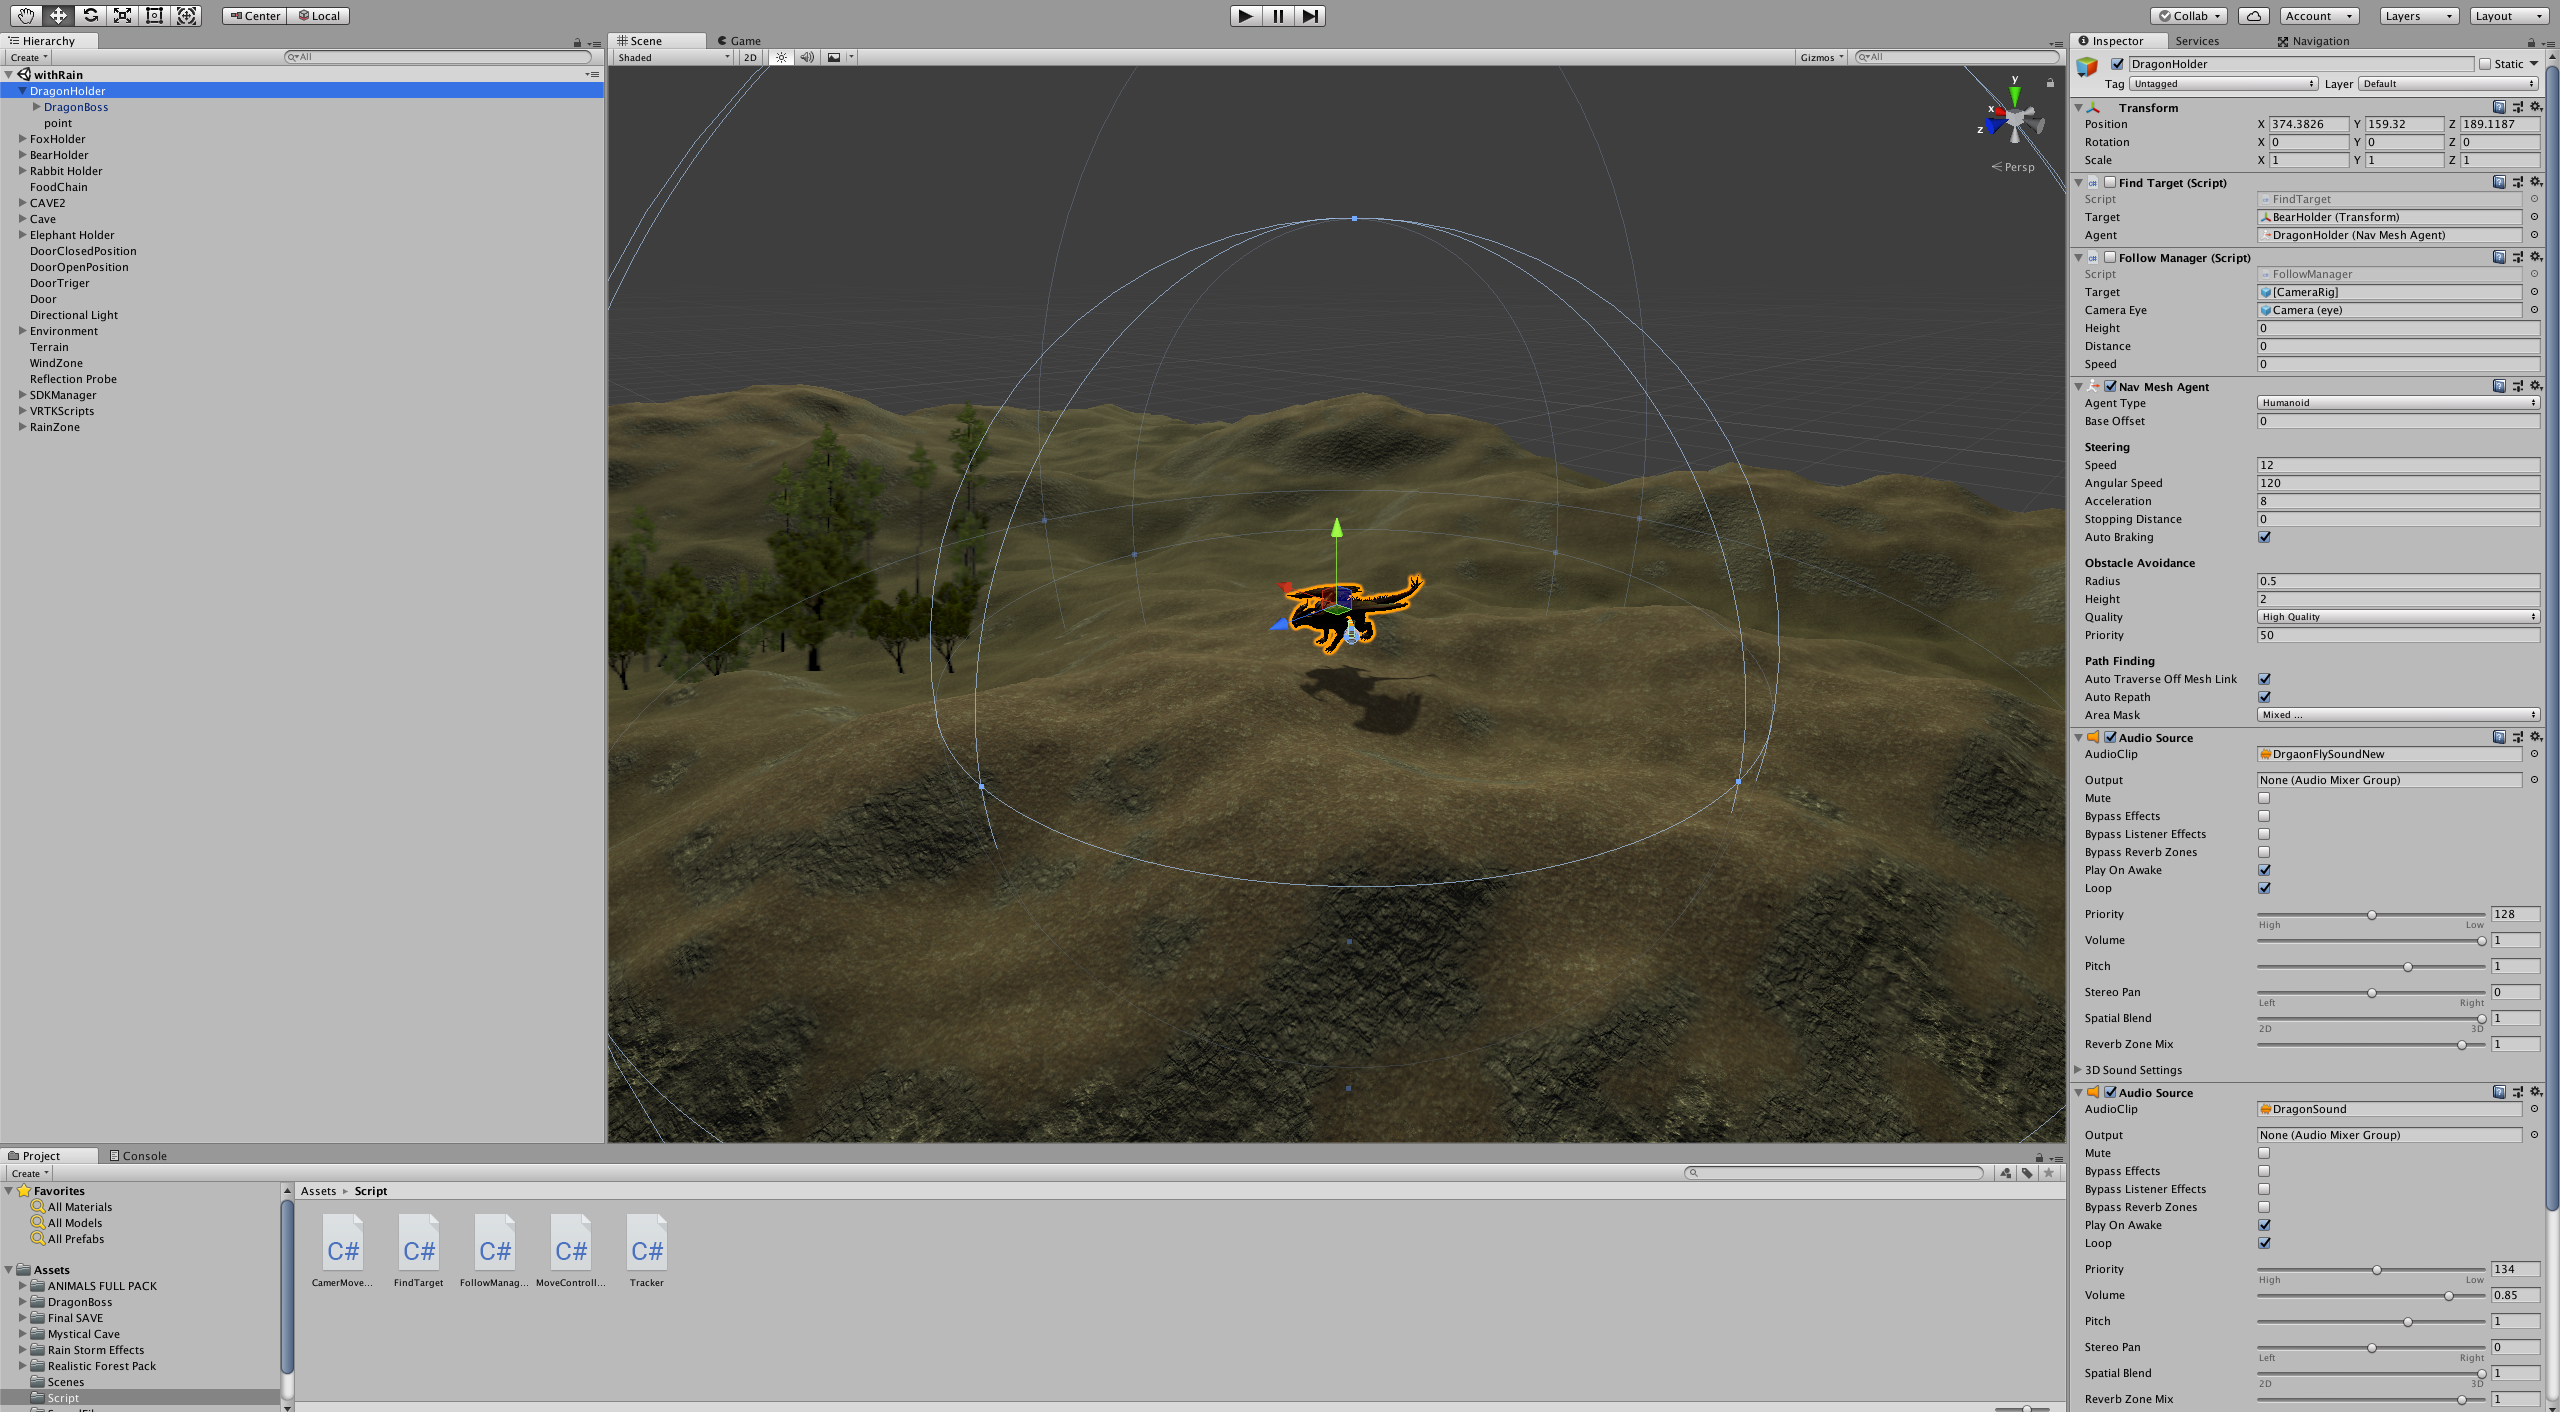 Center Local
Collab Account Layers Layout
Hierarchy
Create All
withRain
DragonHolder
DragonBoss
point
FoxHolder
BearHolder
Rabbit Holder
FoodChain
CAVE2
Cave
Elephant Holder
DoorClosedPosition
DoorOpenPosition
DoorTriger
Door
Directional Light
Environment
Terrain
WindZone
Reflection Probe
SDKManager
VRTKScripts
RainZone
Scene Game
Shaded 2D Gizmos All
y
x
z
Persp
Inspector Services Navigation
DragonHolder Static
Tag Untagged Layer Default
Transform
Position X 374.3826 Y 159.32 Z 189.1187
Rotation X 0 Y 0 Z 0
Scale X 1 Y 1 Z 1
Find Target (Script)
Script FindTarget
Target BearHolder (Transform)
Agent DragonHolder (Nav Mesh Agent)
Follow Manager (Script)
Script FollowManager
Target [CameraRig]
Camera Eye Camera (eye)
Height 0
Distance 0
Speed 0
Nav Mesh Agent
Agent Type Humanoid
Base Offset 0
Steering
Speed 12
Angular Speed 120
Acceleration 8
Stopping Distance 0
Auto Braking
Obstacle Avoidance
Radius 0.5
Height 2
Quality High Quality
Priority 50
Path Finding
Auto Traverse Off Mesh Link
Auto Repath
Area Mask Mixed ...
Audio Source
AudioClip DrgaonFlySoundNew
Output None (Audio Mixer Group)
Mute
Bypass Effects
Bypass Listener Effects
Bypass Reverb Zones
Play On Awake
Loop
Priority 128
High Low
Volume 1
Pitch 1
Stereo Pan 0
Left Right
Spatial Blend 1
2D 3D
Reverb Zone Mix 1
3D Sound Settings
Audio Source
AudioClip DragonSound
Output None (Audio Mixer Group)
Mute
Bypass Effects
Bypass Listener Effects
Bypass Reverb Zones
Play On Awake
Loop
Priority 134
High Low
Volume 0.85
Pitch 1
Stereo Pan 0
Left Right
Spatial Blend 1
2D 3D
Reverb Zone Mix 1
Project Console
Create
Favorites
All Materials
All Models
All Prefabs
Assets
ANIMALS FULL PACK
DragonBoss
Final SAVE
Mystical Cave
Rain Storm Effects
Realistic Forest Pack
Scenes
Script
Assets Script
C# C# C# C# C#
CamerMove... FindTarget FollowManag... MoveControll... Tracker